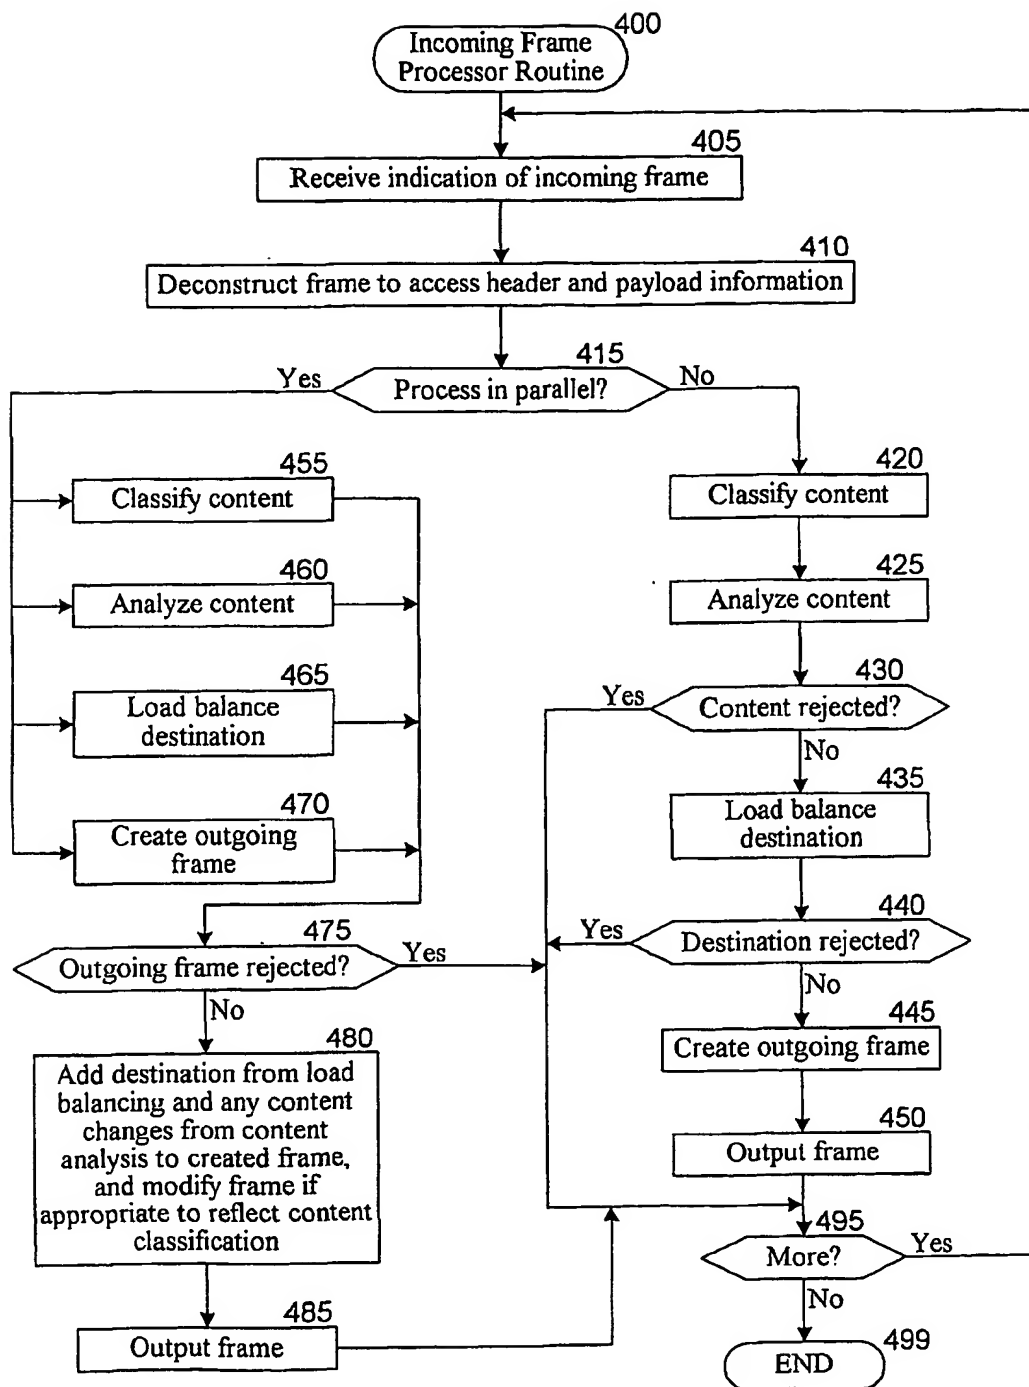 400
Incoming Frame
Processor Routine
405
Receive indication of incoming frame
410
Deconstruct frame to access header and payload information
415
Yes
Process in parallel?
No
455
Classify content
460
Analyze content
465
Load balance
destination
470
Create outgoing
frame
475
Outgoing frame rejected?
Yes
No
480
Add destination from load
balancing and any content
changes from content
analysis to created frame,
and modify frame if
appropriate to reflect content
classification
485
Output frame
420
Classify content
425
Analyze content
430
Yes
Content rejected?
No
435
Load balance
destination
440
Yes
Destination rejected?
No
445
Create outgoing frame
450
Output frame
495
More?
Yes
No
499
END